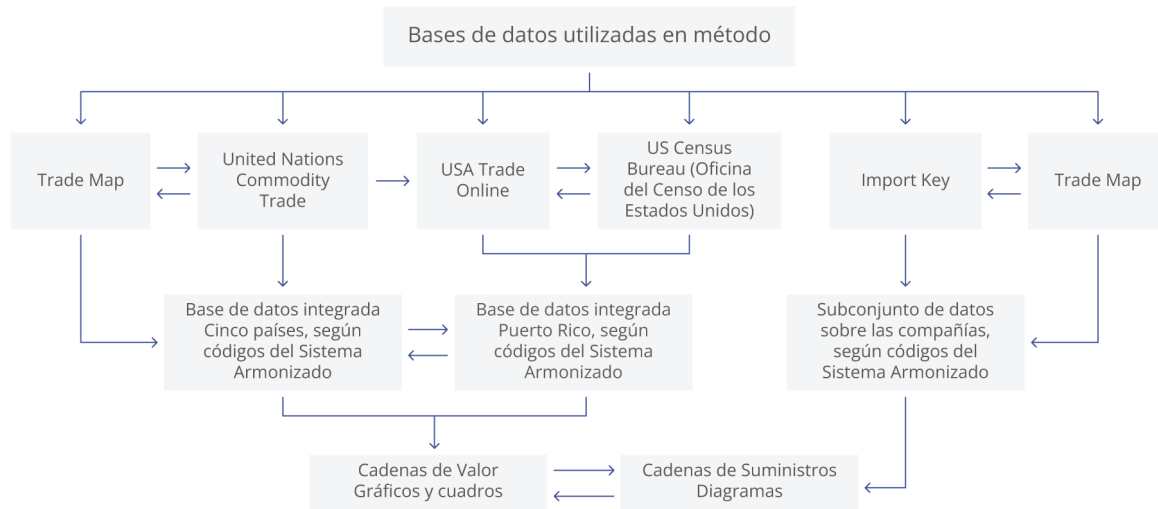 Bases de datos utilizadas en método
Trade Map
United Nations
Commodity
Trade
USA Trade
Online
US Census
Bureau (Oficina
del Censo de los
Estados Unidos)
Import Key
Trade Map
Base de datos integrada
Cinco países, según
códigos del Sistema
Armonizado
Base de datos integrada
Puerto Rico, según
códigos del Sistema
Armonizado
Subconjunto de datos
sobre las compañías,
según códigos del
Sistema Armonizado
Cadenas de Valor
Gráficos y cuadros
Cadenas de Suministros
Diagramas